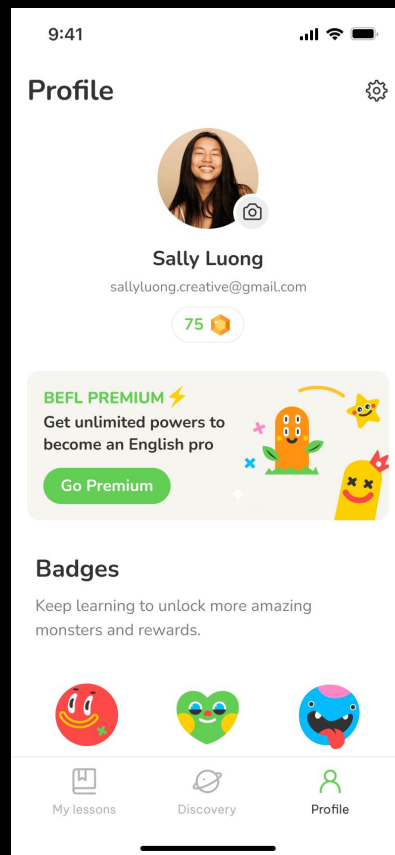 9:41
Profile
Sally Luong
sallyluong.creative@gmail.com
75
BEFL PREMIUM⚡
Get unlimited powers to
become an English pro
Go Premium
Badges
Keep learning to unlock more amazing
monsters and rewards.
My lessons
Discovery
Profile